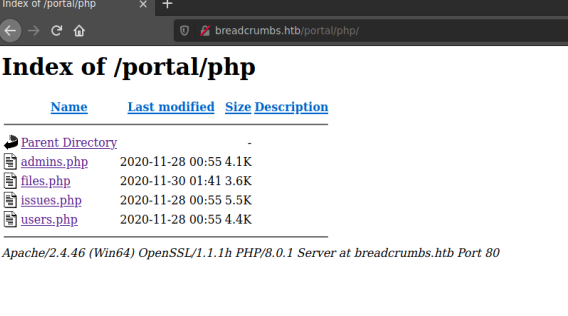 Index of /portal/php
breadcrumbs.htb/portal/php/
Index of /portal/php
Name Last modified Size Description
Parent Directory -
admins.php 2020-11-28 00:55 4.1K
files.php 2020-11-30 01:41 3.6K
issues.php 2020-11-28 00:55 5.5K
users.php 2020-11-28 00:55 4.4K
Apache/2.4.46 (Win64) OpenSSL/1.1.1h PHP/8.0.1 Server at breadcrumbs.htb Port 80